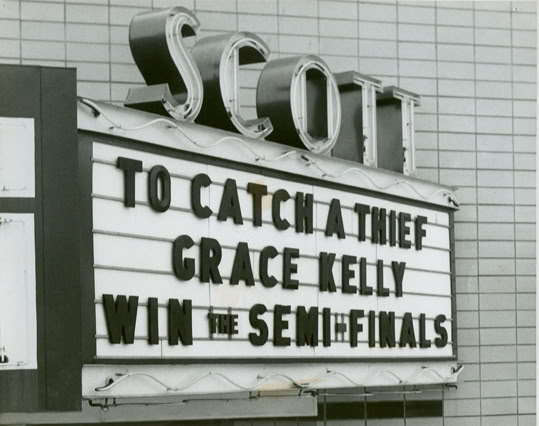 SCOTT
TO CATCH A THIEF
GRACE KELLY
WIN THE SEMI-FINALS